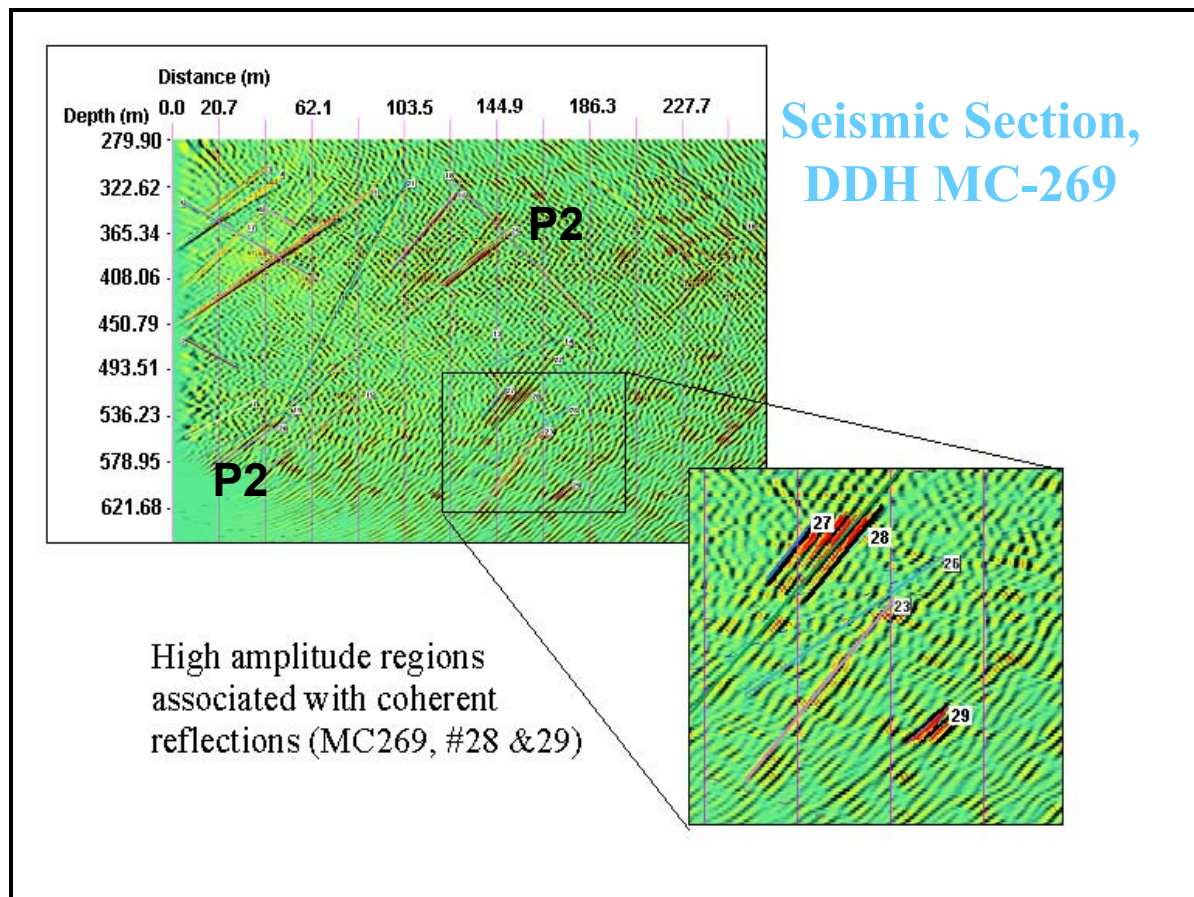 Distance (m)
Depth (m) 0.0 20.7 62.1 103.5 144.9 186.3 227.7
279.90
322.62
365.34
408.06
450.79
493.51
536.23
578.95
621.68
P2
P2
Seismic Section,
DDH MC-269
27
28
26
23
29
High amplitude regions
associated with coherent
reflections (MC269, #28 &29)